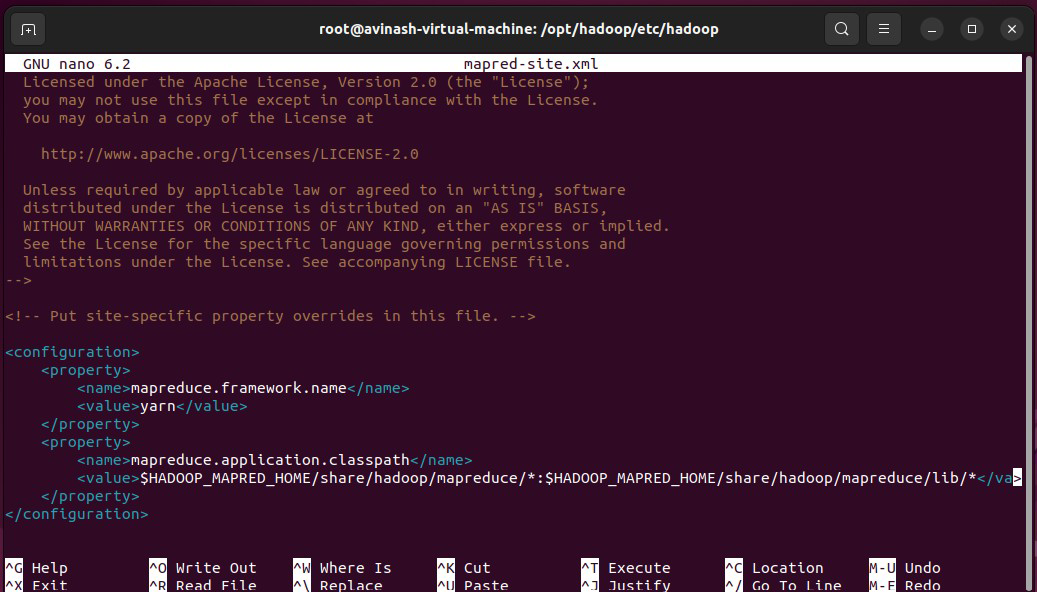 root@avinash-virtual-machine: /opt/hadoop/etc/hadoop
GNU nano 6.2 mapred-site.xml
Licensed under the Apache License, Version 2.0 (the "License");
you may not use this file except in compliance with the License.
You may obtain a copy of the License at
http://www.apache.org/licenses/LICENSE-2.0
Unless required by applicable law or agreed to in writing, software
distributed under the License is distributed on an "AS IS" BASIS,
WITHOUT WARRANTIES OR CONDITIONS OF ANY KIND, either express or implied.
See the License for the specific language governing permissions and
limitations under the License. See accompanying LICENSE file.
-->
<!-- Put site-specific property overrides in this file. -->
<configuration>
<property>
<name>mapreduce.framework.name</name>
<value>yarn</value>
</property>
<property>
<name>mapreduce.application.classpath</name>
<value>$HADOOP_MAPRED_HOME/share/hadoop/mapreduce/*:$HADOOP_MAPRED_HOME/share/hadoop/mapreduce/lib/*</va>
</property>
</configuration>
^G Help ^O Write Out ^W Where Is ^K Cut ^T Execute ^C Location M-U Undo
^X Exit ^R Read File ^\ Replace ^U Paste ^J Justify ^/ Go To Line M-E Redo